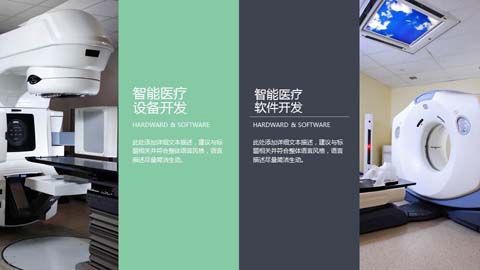 智能医疗
设备开发
HARDWARD & SOFTWARE
此处添加详细文本描述，建议与标
题相关并符合整体语言风格，语言
描述尽量简洁生动。
智能医疗
软件开发
HARDWARD & SOFTWARE
此处添加详细文本描述，建议与标
题相关并符合整体语言风格，语言
描述尽量简洁生动。